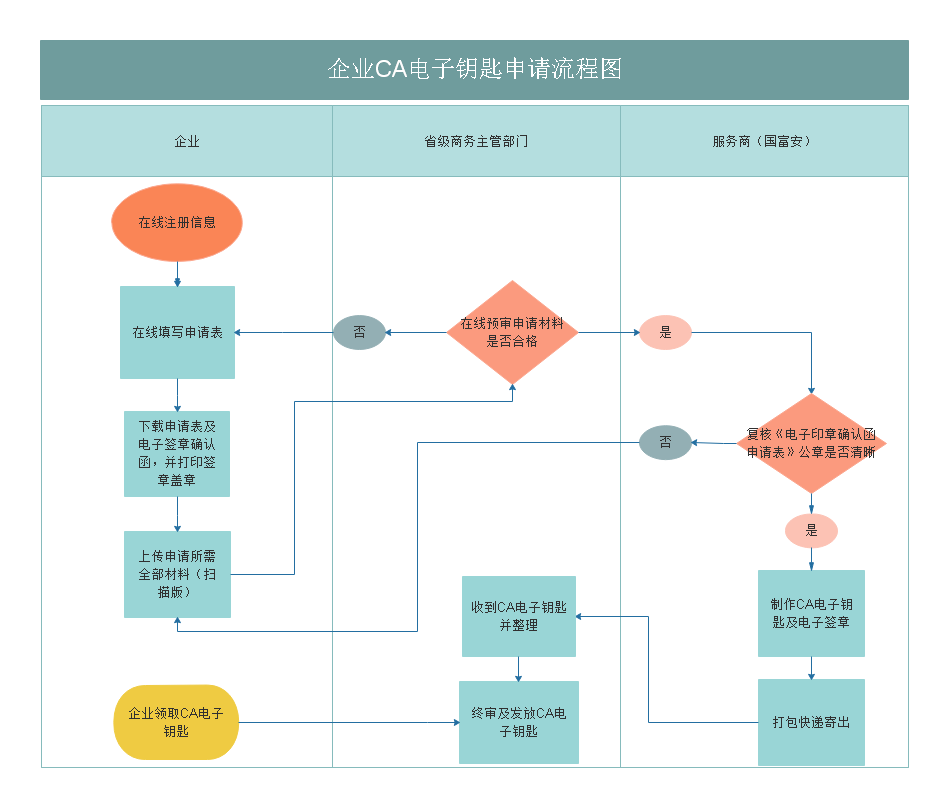 企业CA电子钥匙申请流程图
企业
省级商务主管部门
服务商（国富安）
在线注册信息
在线填写申请表
否
在线预审申请材料
是否合格
是
下载申请表及
电子签章确认
函，并打印签
章盖章
否
复核《电子印章确认函
申请表》公章是否清晰
是
上传申请所需
全部材料（扫
描版）
收到CA电子钥匙
并整理
制作CA电子钥
匙及电子签章
企业领取CA电子
钥匙
终审及发放CA电
子钥匙
打包快递寄出